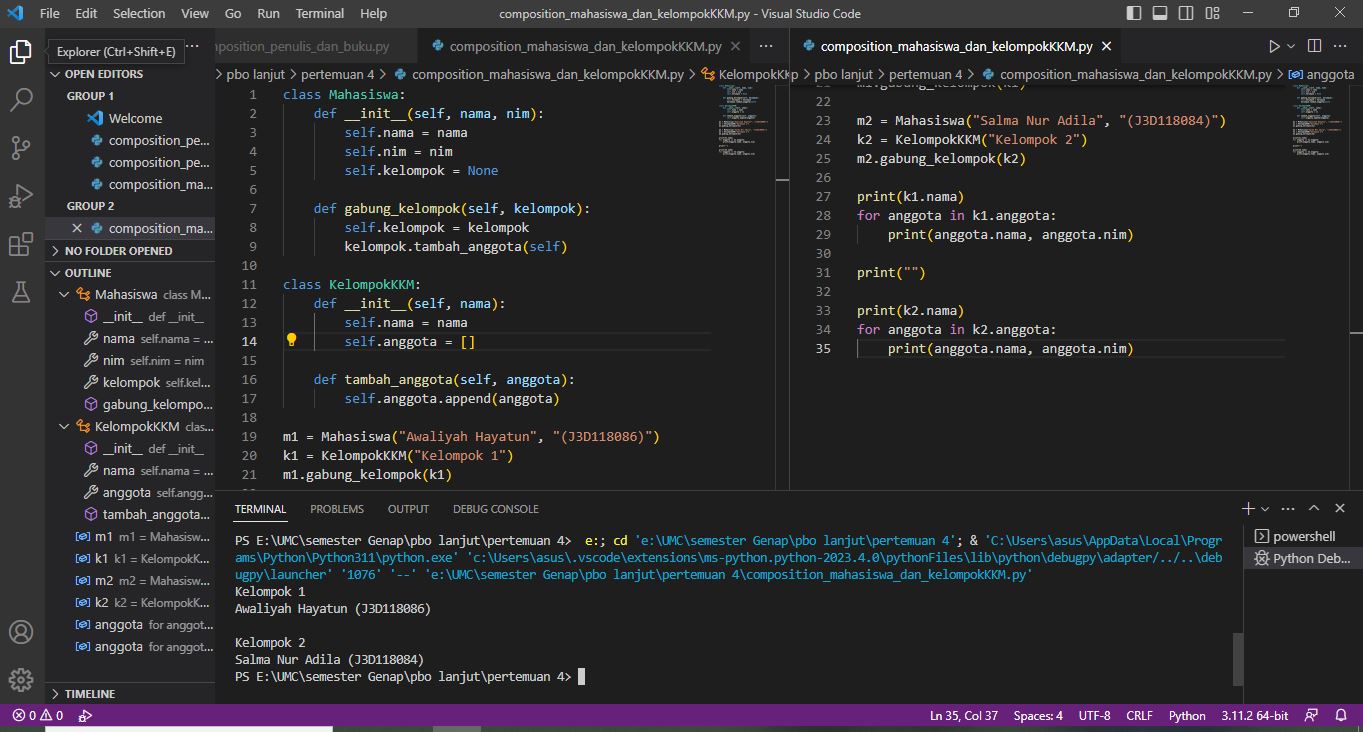 File Edit Selection View Go Run Terminal Help
composition_mahasiswa_dan_kelompokKKM.py - Visual Studio Code
Explorer (Ctrl+Shift+E)
OPEN EDITORS
GROUP 1
Welcome
composition_pe...
composition_pe...
composition_ma...
GROUP 2
composition_ma...
NO FOLDER OPENED
OUTLINE
Mahasiswa class M...
__init__ def __init__
nama self.nama = ...
nim self.nim = nim
kelompok self.kel...
gabung_kelompo...
KelompokKKM clas...
__init__ def __init__
nama self.nama = ...
anggota self.angg...
tambah_anggota...
m1 m1 = Mahasisw...
k1 k1 = KelompokK...
m2 m2 = Mahasisw...
k2 k2 = KelompokK...
anggota for anggot...
anggota for anggot...
TIMELINE
position_penulis_dan_buku.py composition_mahasiswa_dan_kelompokKKM.py
pbo lanjut > pertemuan 4 > composition_mahasiswa_dan_kelompokKKM.py > KelompokKK
1 class Mahasiswa:
2 def __init__(self, nama, nim):
3 self.nama = nama
4 self.nim = nim
5 self.kelompok = None
6
7 def gabung_kelompok(self, kelompok):
8 self.kelompok = kelompok
9 kelompok.tambah_anggota(self)
10
11 class KelompokKKM:
12 def __init__(self, nama):
13 self.nama = nama
14 self.anggota = []
15
16 def tambah_anggota(self, anggota):
17 self.anggota.append(anggota)
18
19 m1 = Mahasiswa("Awaliyah Hayatun", "(J3D118086)")
20 k1 = KelompokKKM("Kelompok 1")
21 m1.gabung_kelompok(k1)
composition_mahasiswa_dan_kelompokKKM.py
p > pbo lanjut > pertemuan 4 > composition_mahasiswa_dan_kelompokKKM.py > anggota
21 m1.gabung_kelompok(k1)
22
23 m2 = Mahasiswa("Salma Nur Adila", "(J3D118084)")
24 k2 = KelompokKKM("Kelompok 2")
25 m2.gabung_kelompok(k2)
26
27 print(k1.nama)
28 for anggota in k1.anggota:
29 print(anggota.nama, anggota.nim)
30
31 print("")
32
33 print(k2.nama)
34 for anggota in k2.anggota:
35 print(anggota.nama, anggota.nim)
TERMINAL PROBLEMS OUTPUT DEBUG CONSOLE
PS E:\UMC\semester Genap\pbo lanjut\pertemuan 4> e:; cd 'e:\UMC\semester Genap\pbo lanjut\pertemuan 4'; & 'C:\Users\asus\AppData\Local\Progr
ams\Python\Python311\python.exe' 'c:\Users\asus\.vscode\extensions\ms-python.python-2023.4.0\pythonFiles\lib\python\debugpy\adapter/../..\deb
ugpy\launcher' '1076' '--' 'e:\UMC\semester Genap\pbo lanjut\pertemuan 4\composition_mahasiswa_dan_kelompokKKM.py'
Kelompok 1
Awaliyah Hayatun (J3D118086)

Kelompok 2
Salma Nur Adila (J3D118084)
PS E:\UMC\semester Genap\pbo lanjut\pertemuan 4>
powershell
Python Deb...
0 0
Ln 35, Col 37 Spaces: 4 UTF-8 CRLF Python 3.11.2 64-bit